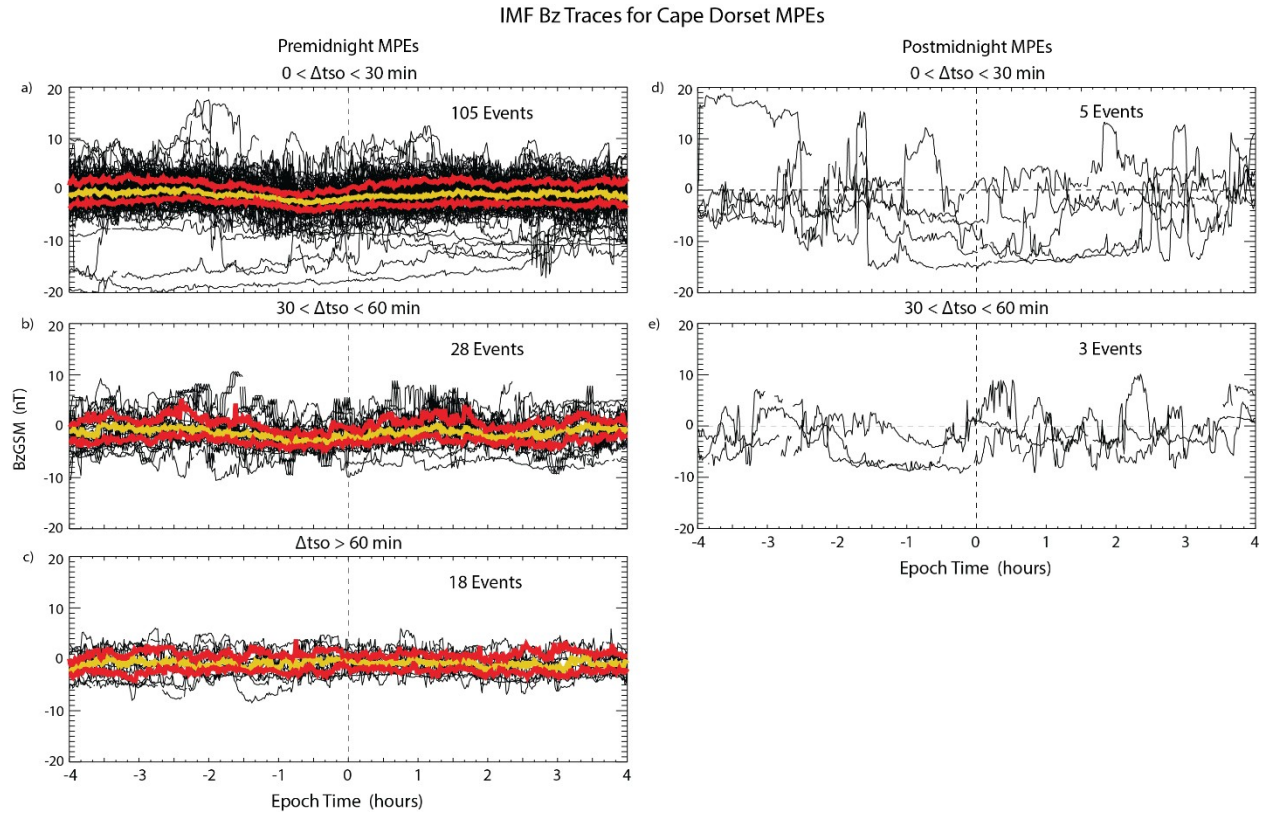 IMF Bz Traces for Cape Dorset MPEs
Premidnight MPEs
0 < Δtso < 30 min
a)
105 Events
20
10
0
-10
-20
30 < Δtso < 60 min
b)
28 Events
20
10
0
-10
-20
BzGSM (nT)
Δtso > 60 min
c)
18 Events
20
10
0
-10
-20
-4 -3 -2 -1 0 1 2 3 4
Epoch Time (hours)
Postmidnight MPEs
0 < Δtso < 30 min
d)
5 Events
20
10
0
-10
-20
30 < Δtso < 60 min
e)
3 Events
20
10
0
-10
-20
-4 -3 -2 -1 0 1 2 3 4
Epoch Time (hours)